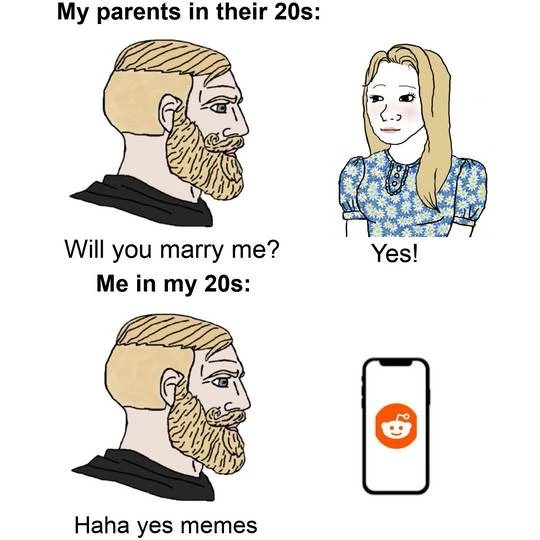 My parents in their 20s:
Will you marry me?
Yes!
Me in my 20s:
Haha yes memes